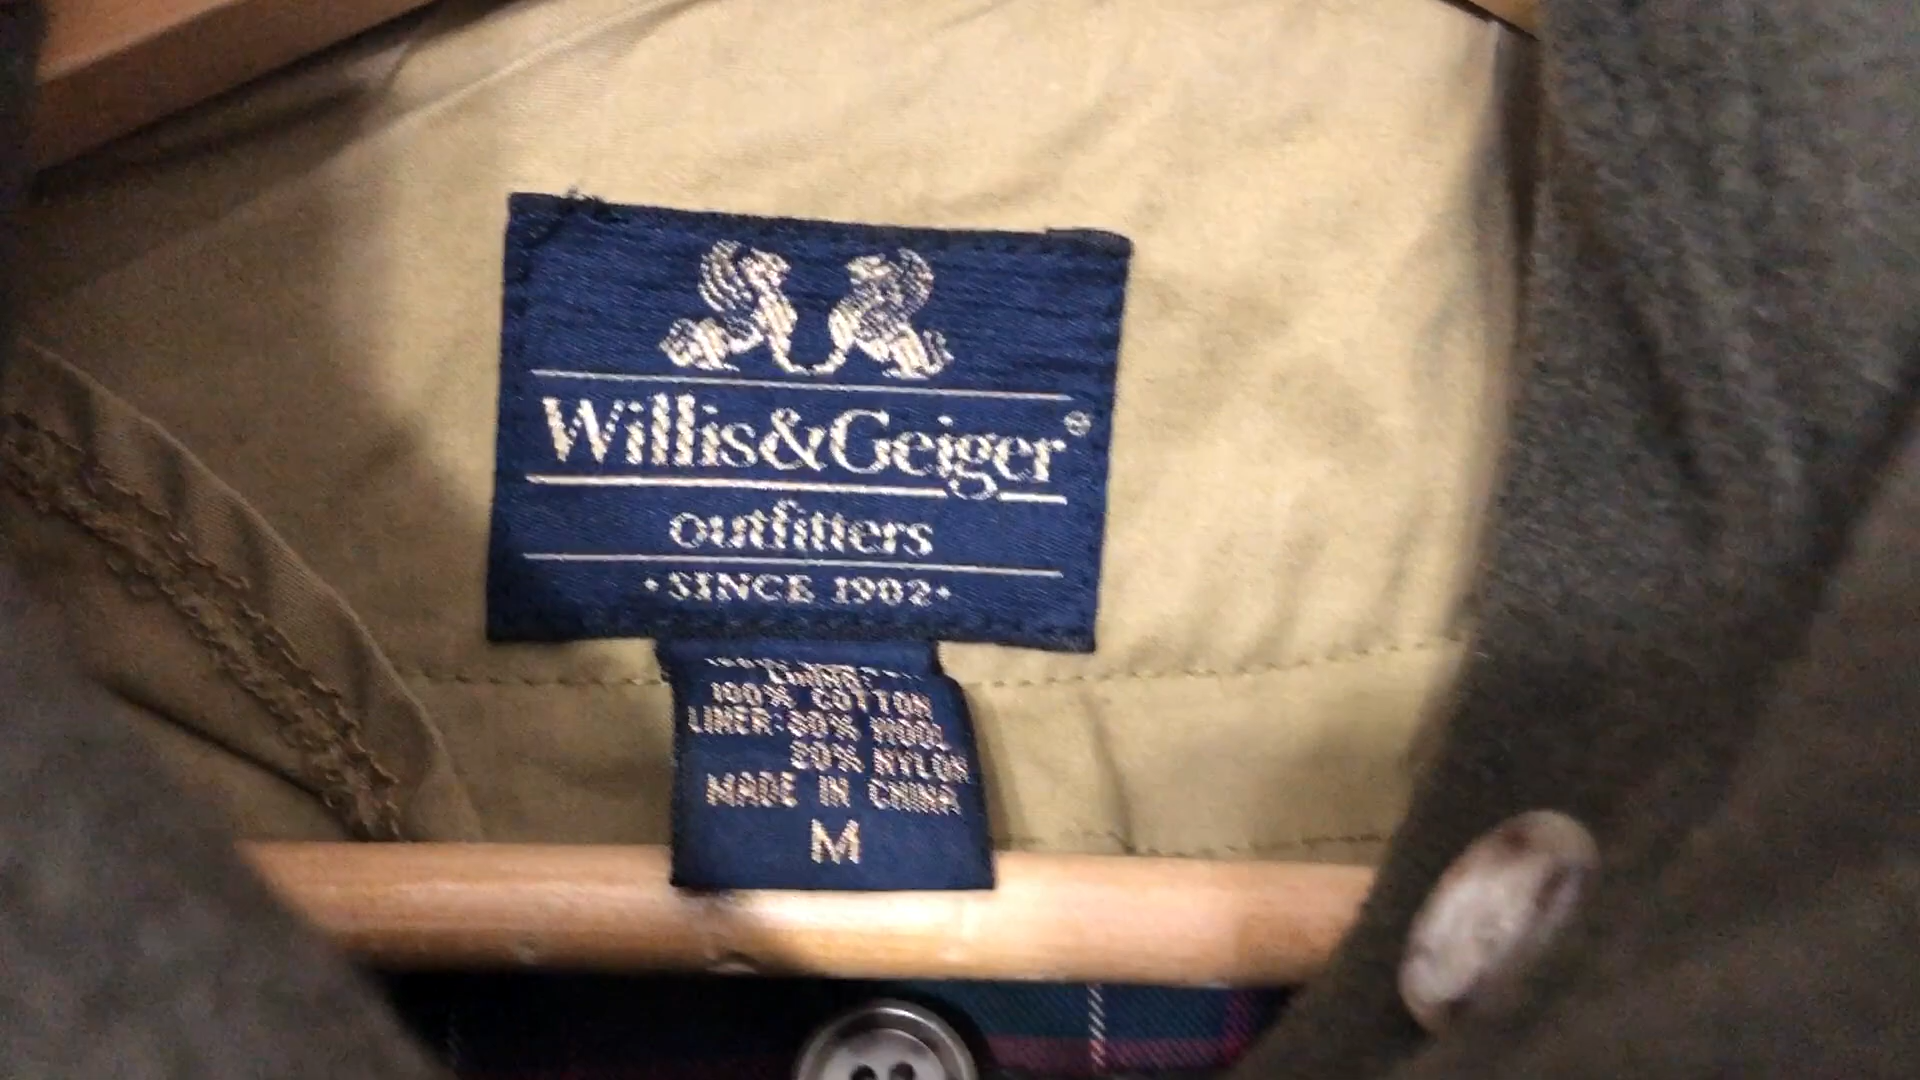 Willis&Geiger®
outfitters
·SINCE 1902·
100% COTTON
LINER: 80% WOOL
20% NYLON
MADE IN CHINA
M